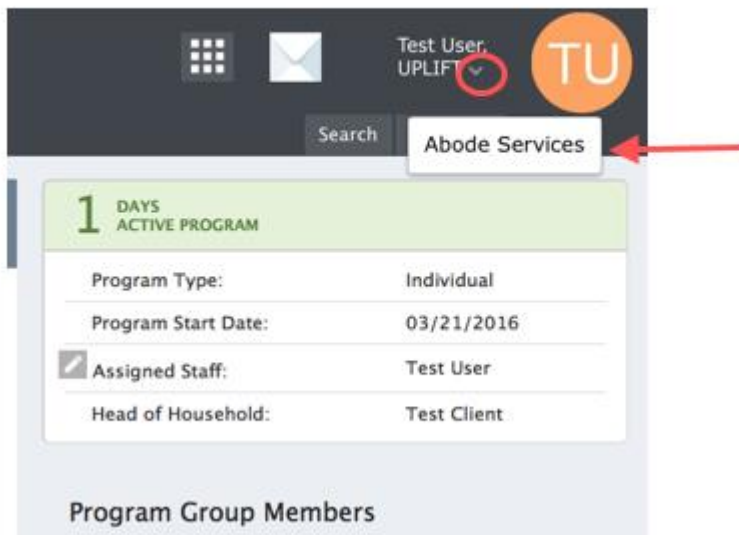 Test User,
UPLIFT
TU
Search
Abode Services
1 DAYS
ACTIVE PROGRAM
Program Type: Individual
Program Start Date: 03/21/2016
Assigned Staff: Test User
Head of Household: Test Client
Program Group Members